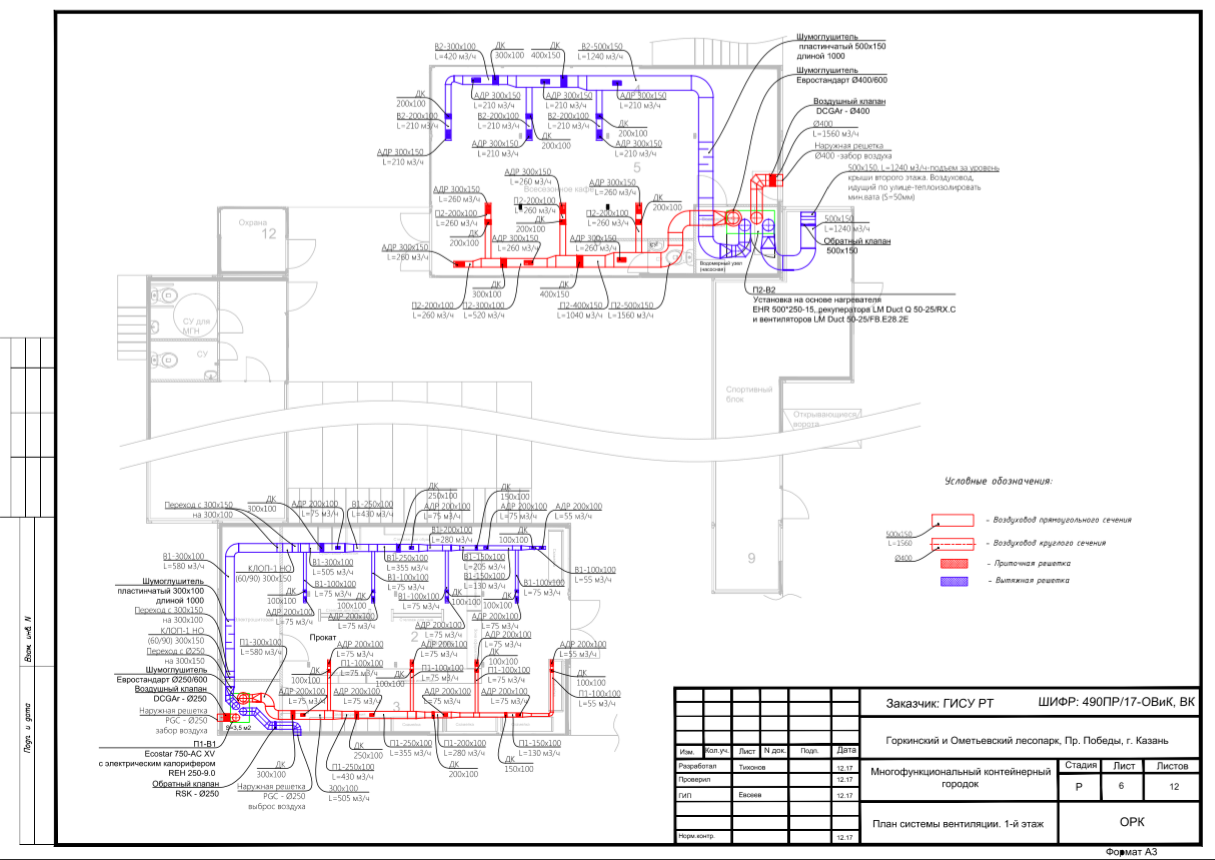 В2-300х100
L=420 м3/ч
ДК
300х100
ДК
400х150
В2-500х150
L=1240 м3/ч
Шумоглушитель
пластинчатый 500х150
длиной 1000
Шумоглушитель
Евростандарт Ø400/600
Воздушный клапан
DCGAr - Ø400
Ø400
L=1560 м3/ч
Наружная решетка
Ø400 -забор воздуха
500х150, L=1240 м3/ч-подъем за уровень
крыши второго этажа. Воздуховод,
идущий по улице-теплоизолировать
мин.вата (S=50мм)
ДК
200х100
АДР 300х150
L=210 м3/ч
АДР 300х150
L=210 м3/ч
АДР 300х150
L=210 м3/ч
4
В2-200х100
L=210 м3/ч
В2-200х100
L=210 м3/ч
В2-200х100
L=210 м3/ч
ДК
200х100
ДК
200х100
АДР 300х150
L=210 м3/ч
АДР 300х150
L=210 м3/ч
АДР 300х150
L=210 м3/ч
5
Всесезонное кафе
АДР 300х150
L=260 м3/ч
АДР 300х150
L=260 м3/ч
АДР 300х150
L=260 м3/ч
П2-200х100
L=260 м3/ч
П2-200х100
L=260 м3/ч
П2-200х100
L=260 м3/ч
ДК
200х100
ДК
200х100
ДК
200х100
АДР 300х150
L=260 м3/ч
АДР 300х150
L=260 м3/ч
АДР 300х150
L=260 м3/ч
500х150
L=1240 м3/ч
Обратный клапан
500х150
Водомерный узел
(насосная)
П2-200х100
L=260 м3/ч
ДК
300х100
П2-300х100
L=520 м3/ч
ДК
400х150
П2-400х150
L=1040 м3/ч
П2-500х150
L=1560 м3/ч
П2-В2
Установка на основе нагревателя
EHR 500*250-15, рекуператора LM Duct Q 50-25/RX.C
и вентиляторов LM Duct 50-25/FB.E28.2E
Охрана
12
СУ для
МГН
СУ
Спортивный
блок
Открывающиеся
ворота
9
Переход с 300х150
на 300х100
ДК
300х100
АДР 200х100
L=75 м3/ч
В1-250х100
L=430 м3/ч
ДК
250х100
АДР 200х100
L=75 м3/ч
ДК
150х100
АДР 200х100
L=75 м3/ч
АДР 200х100
L=55 м3/ч
В1-200х100
L=280 м3/ч
ДК
100х100
В1-300х100
L=580 м3/ч
КЛОП-1 НО
(60/90) 300х150
В1-300х100
L=505 м3/ч
В1-250х100
L=355 м3/ч
В1-150х100
L=205 м3/ч
В1-150х100
L=130 м3/ч
В1-100х100
L=55 м3/ч
В1-100х100
L=75 м3/ч
В1-100х100
L=75 м3/ч
В1-100х100
L=75 м3/ч
В1-100х100
L=75 м3/ч
ДК
100х100
ДК
100х100
ДК
100х100
ДК
100х100
АДР 200х100
L=75 м3/ч
АДР 200х100
L=75 м3/ч
АДР 200х100
L=75 м3/ч
АДР 200х100
L=75 м3/ч
Шумоглушитель
пластинчатый 300х100
длиной 1000
Переход с 300х150
на 300х100
КЛОП-1 НО
(60/90) 300х150
Переход с Ø250
на 300х150
Шумоглушитель
Евростандарт Ø250/600
Воздушный клапан
DCGAr - Ø250
Наружная решетка
PGC - Ø250
забор воздуха
П1-В1
Ecostar 750-AC XV
с электрическим калорифером
REH 250-9.0
Обратный клапан
RSK - Ø250
S=3,5 м2
П1-300х100
L=580 м3/ч
Прокат
2
3
АДР 200х100
L=75 м3/ч
П1-100х100
L=75 м3/ч
АДР 200х100
L=75 м3/ч
П1-100х100
L=75 м3/ч
АДР 200х100
L=75 м3/ч
П1-100х100
L=75 м3/ч
АДР 200х100
L=55 м3/ч
П1-100х100
L=55 м3/ч
ДК
100х100
ДК
100х100
ДК
100х100
ДК
100х100
АДР 200х100
L=75 м3/ч
АДР 200х100
L=75 м3/ч
АДР 200х100
L=75 м3/ч
АДР 200х100
L=75 м3/ч
ДК
300х100
Наружная решетка
PGC - Ø250
выброс воздуха
300х100
L=505 м3/ч
П1-250х100
L=430 м3/ч
ДК
250х100
П1-250х100
L=355 м3/ч
П1-200х100
L=280 м3/ч
ДК
200х100
П1-150х100
L=130 м3/ч
ДК
150х100
Условные обозначения:
500х150
L=1560
- Воздуховод прямоугольного сечения
Ø400
- Воздуховод круглого сечения
- Приточная решетка
- Вытяжная решетка
Взам. инв. N
Подп. и дата
Заказчик: ГИСУ РТ
ШИФР: 490ПР/17-ОВиК, ВК
Горкинский и Ометьевский лесопарк, Пр. Победы, г. Казань
Изм. Кол.уч. Лист N док. Подп. Дата
Разработал Тихонов 12.17
Проверил 12.17
ГИП Евсеев 12.17
Норм.контр. 12.17
Многофункциональный контейнерный
городок
Стадия Лист Листов
Р 6 12
План системы вентиляции. 1-й этаж
ОРК
Формат А3